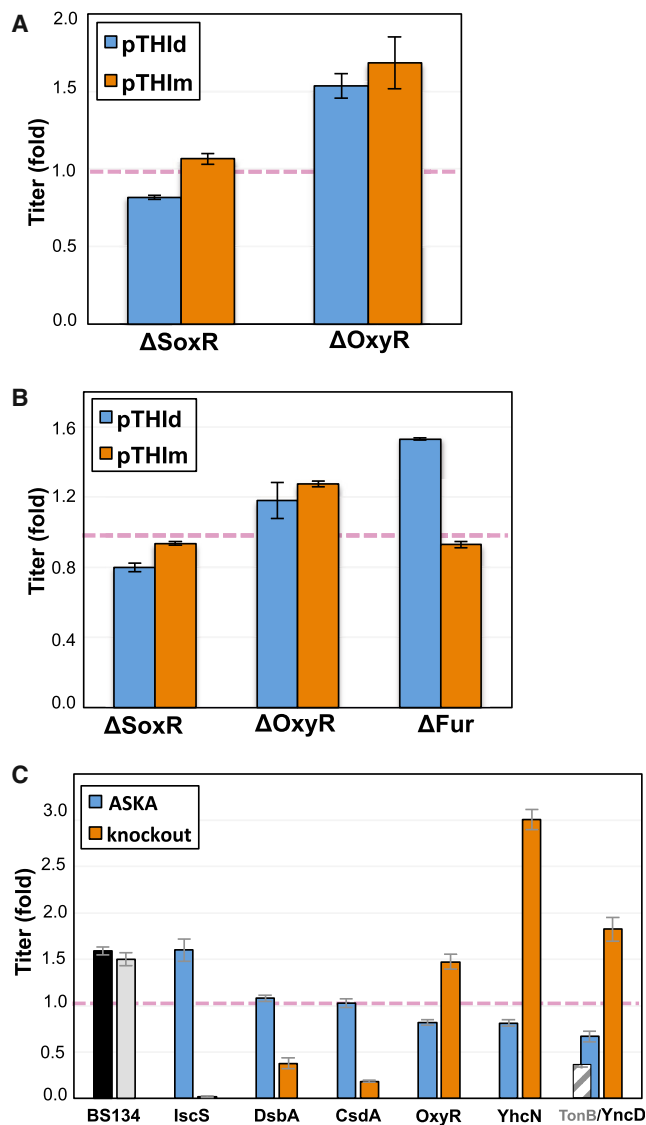 A
2.0
1.5
1.0
0.5
0.0
Titer (fold)
pTHId
pTHIm
ΔSoxR
ΔOxyR
B
1.6
1.2
0.8
0.4
0.0
Titer (fold)
pTHId
pTHIm
ΔSoxR
ΔOxyR
ΔFur
C
3.0
2.5
2.0
1.5
1.0
0.5
0.0
Titer (fold)
ASKA
knockout
BS134
IscS
DsbA
CsdA
OxyR
YhcN
TonB/YncD